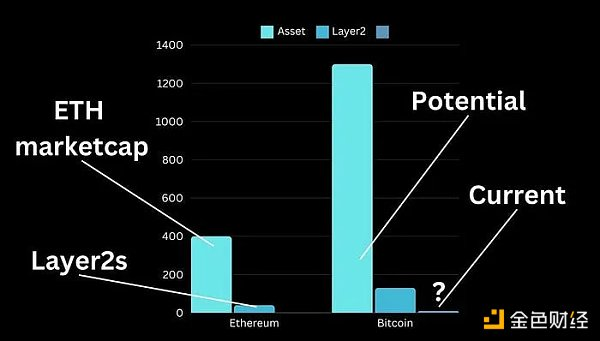 Asset Layer2
1400
1200
1000
800
600
400
200
0
ETH
marketcap
Layer2s
Potential
Current
?
Ethereum Bitcoin
金色财经